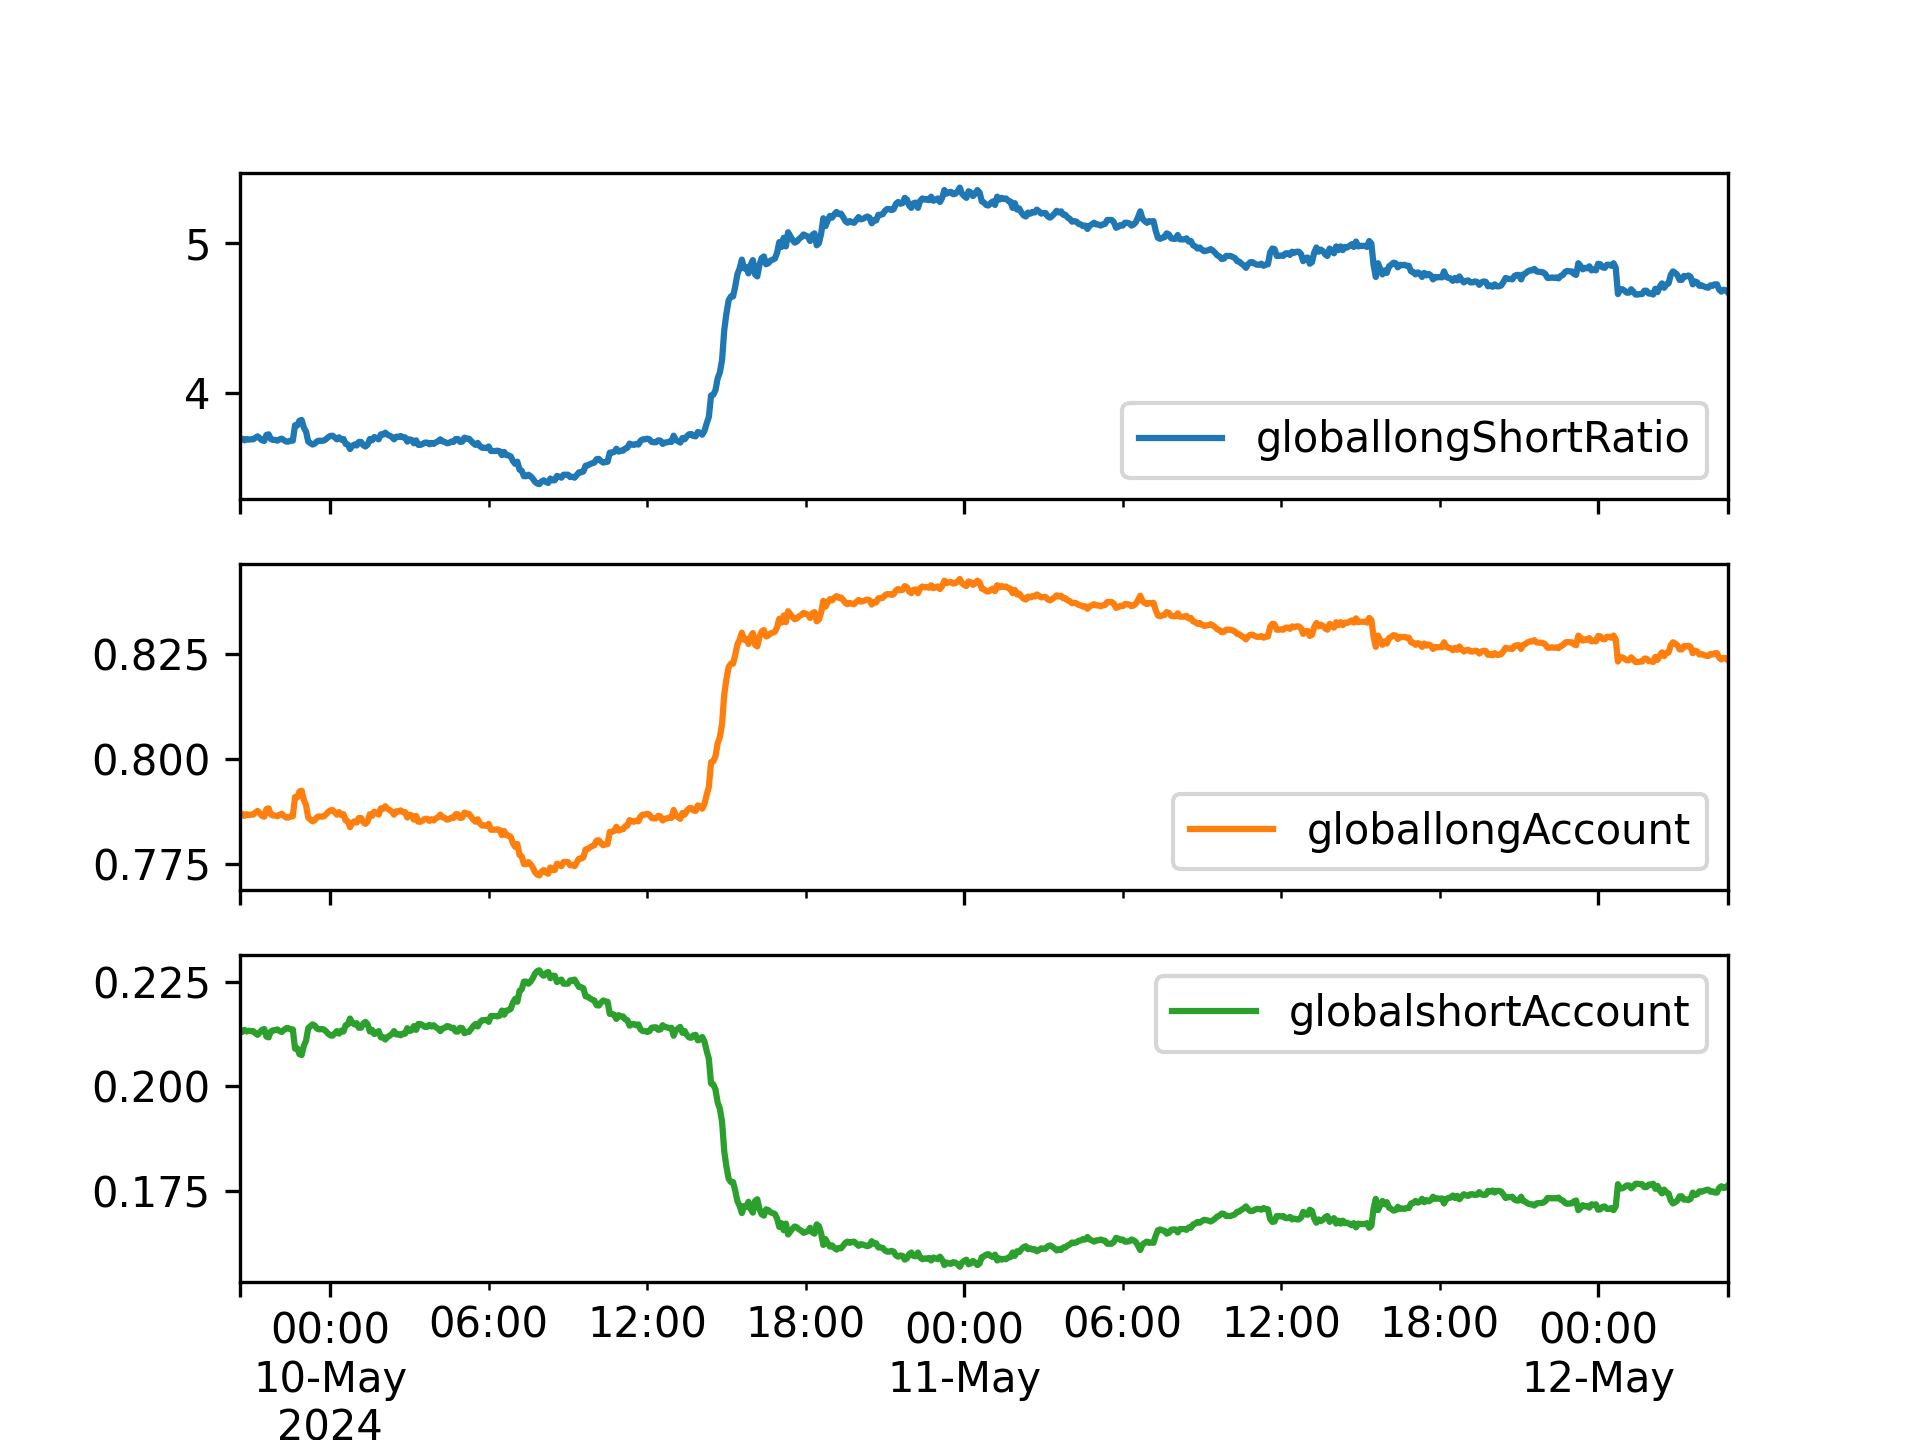 5
4
globallongShortRatio
0.825
0.800
0.775
globallongAccount
0.225
0.200
0.175
globalshortAccount
00:00 06:00 12:00 18:00 00:00 06:00 12:00 18:00 00:00
10-May 11-May 12-May
2024